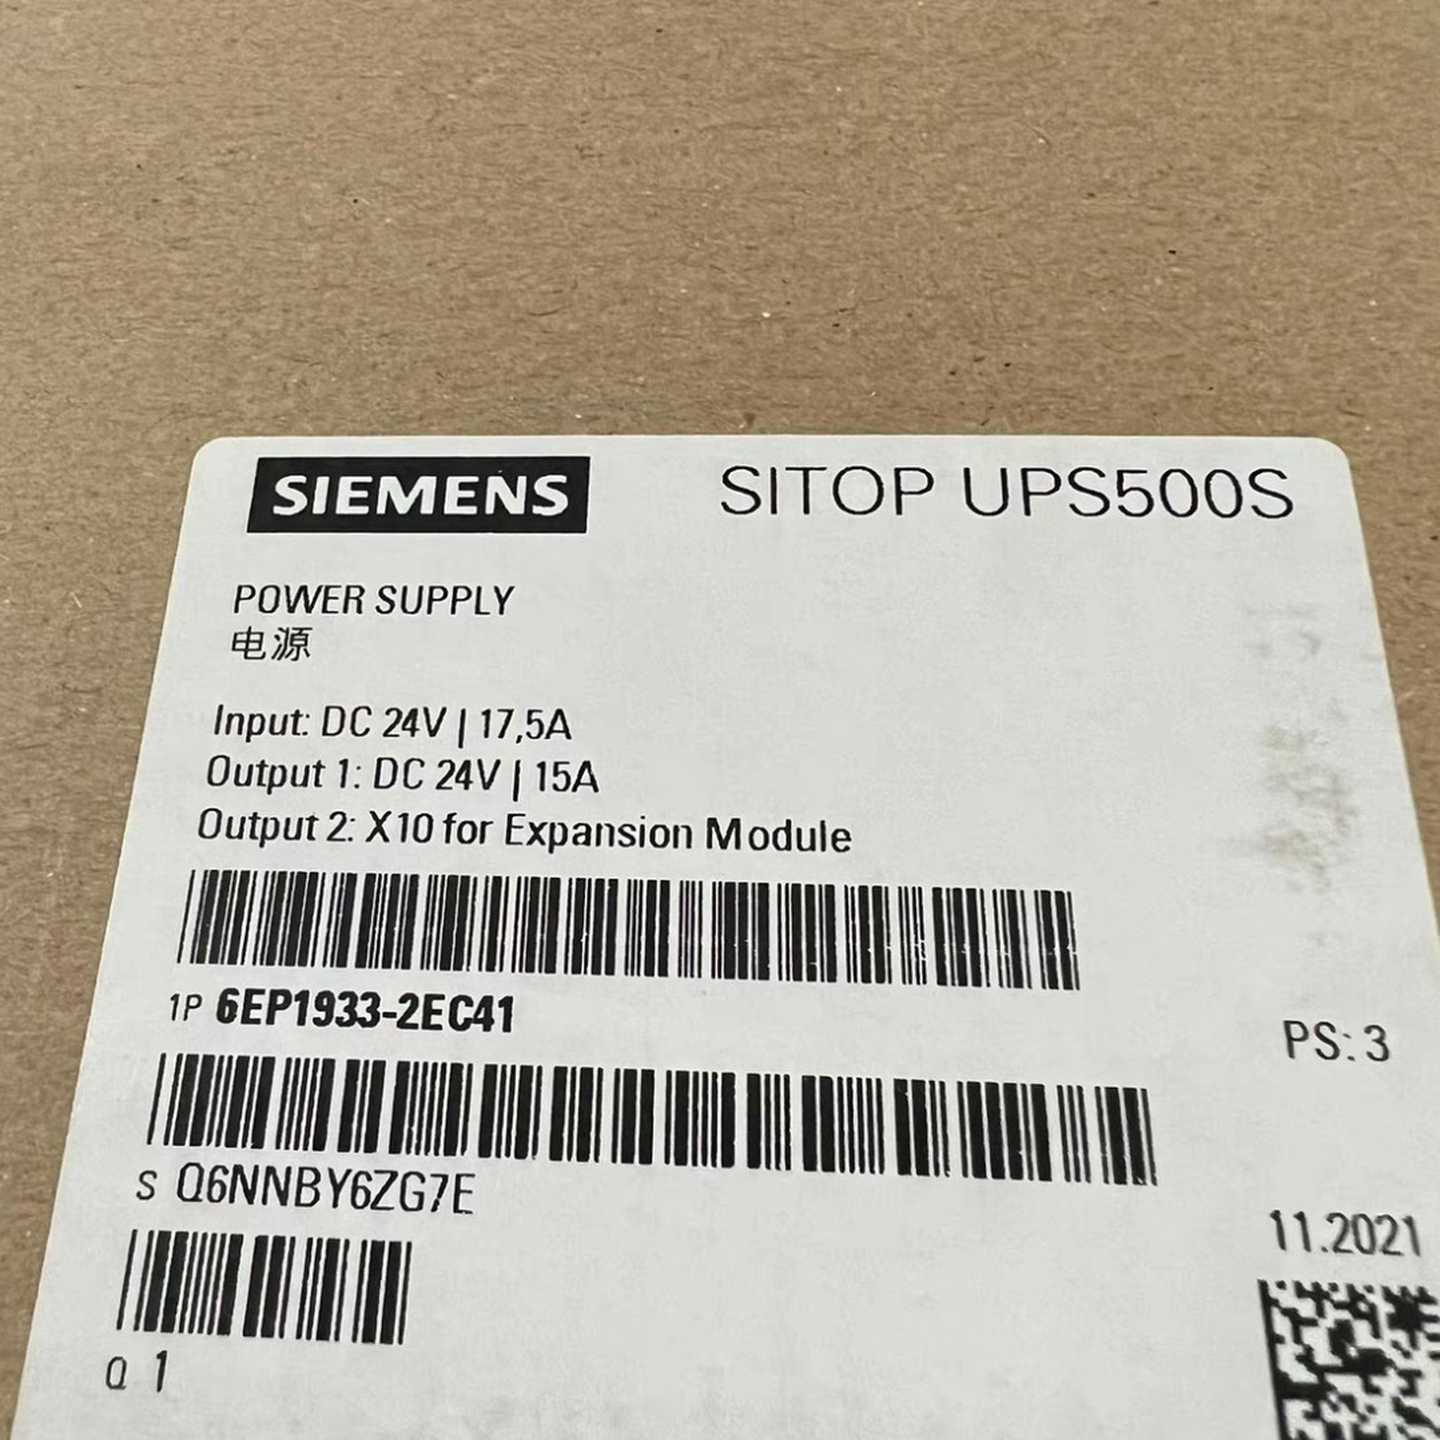 SIEMENS SITOP UPS500S
POWER SUPPLY
电源
Input: DC 24V | 17,5A
Output 1: DC 24V | 15A
Output 2: X10 for Expansion Module
1P 6EP1933-2EC41
PS: 3
S Q6NNBY6ZG7E
11.2021
Q 1